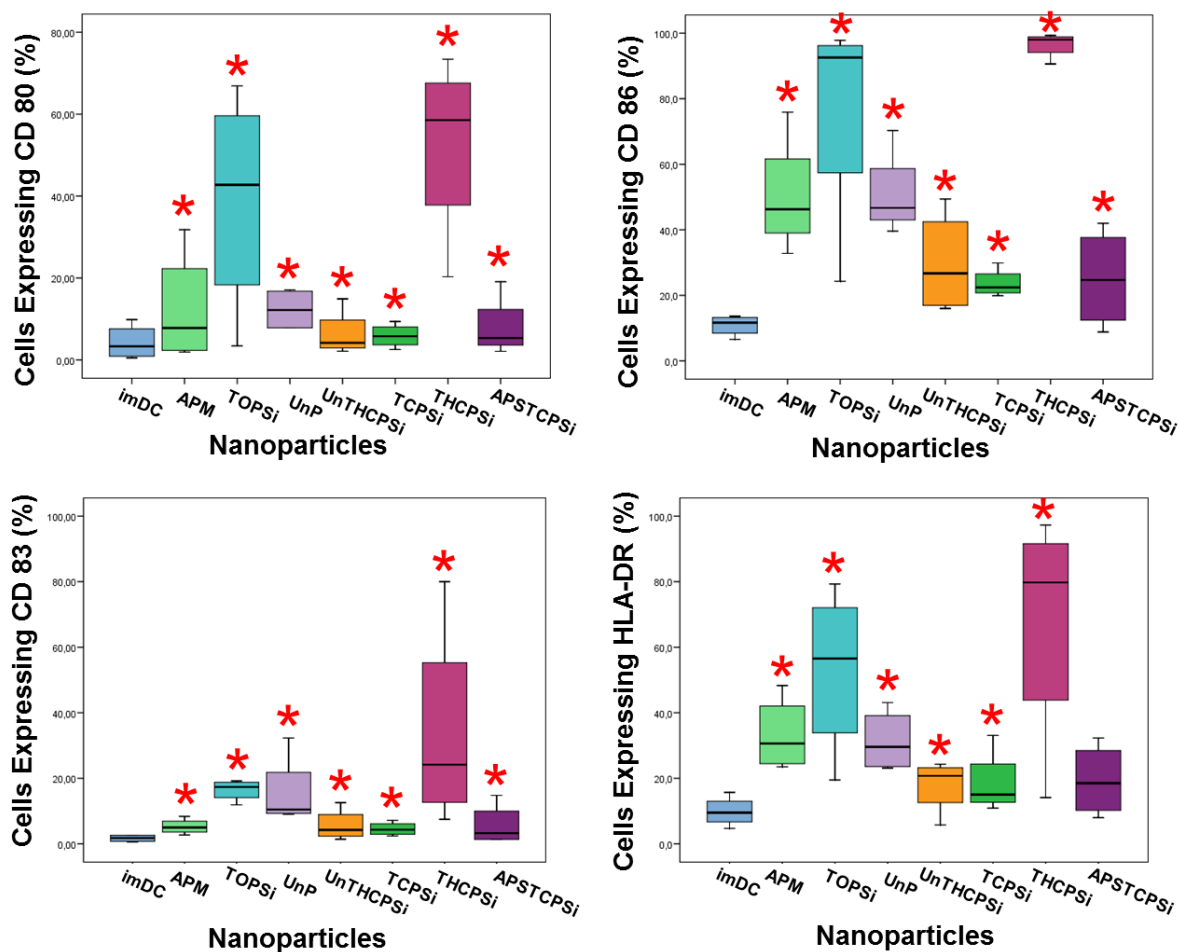 Cells Expressing CD 80 (%)
80,00
60,00
40,00
20,00
0,00
* * * * * * *
imDC APM TOPSi UnP UnTHCPSi TCPSi THCPSi APSTCPSi
Nanoparticles
Cells Expressing CD 86 (%)
100,0
80,0
60,0
40,0
20,0
0,0
* * * * * * *
imDC APM TOPSi UnP UnTHCPSi TCPSi THCPSi APSTCPSi
Nanoparticles
Cells Expressing CD 83 (%)
100,00
80,00
60,00
40,00
20,00
0,00
* * * * * * *
imDC APM TOPSi UnP UnTHCPSi TCPSi THCPSi APSTCPSi
Nanoparticles
Cells Expressing HLA-DR (%)
100,0
80,0
60,0
40,0
20,0
0,0
* * * * * *
imDC APM TOPSi UnP UnTHCPSi TCPSi THCPSi APSTCPSi
Nanoparticles